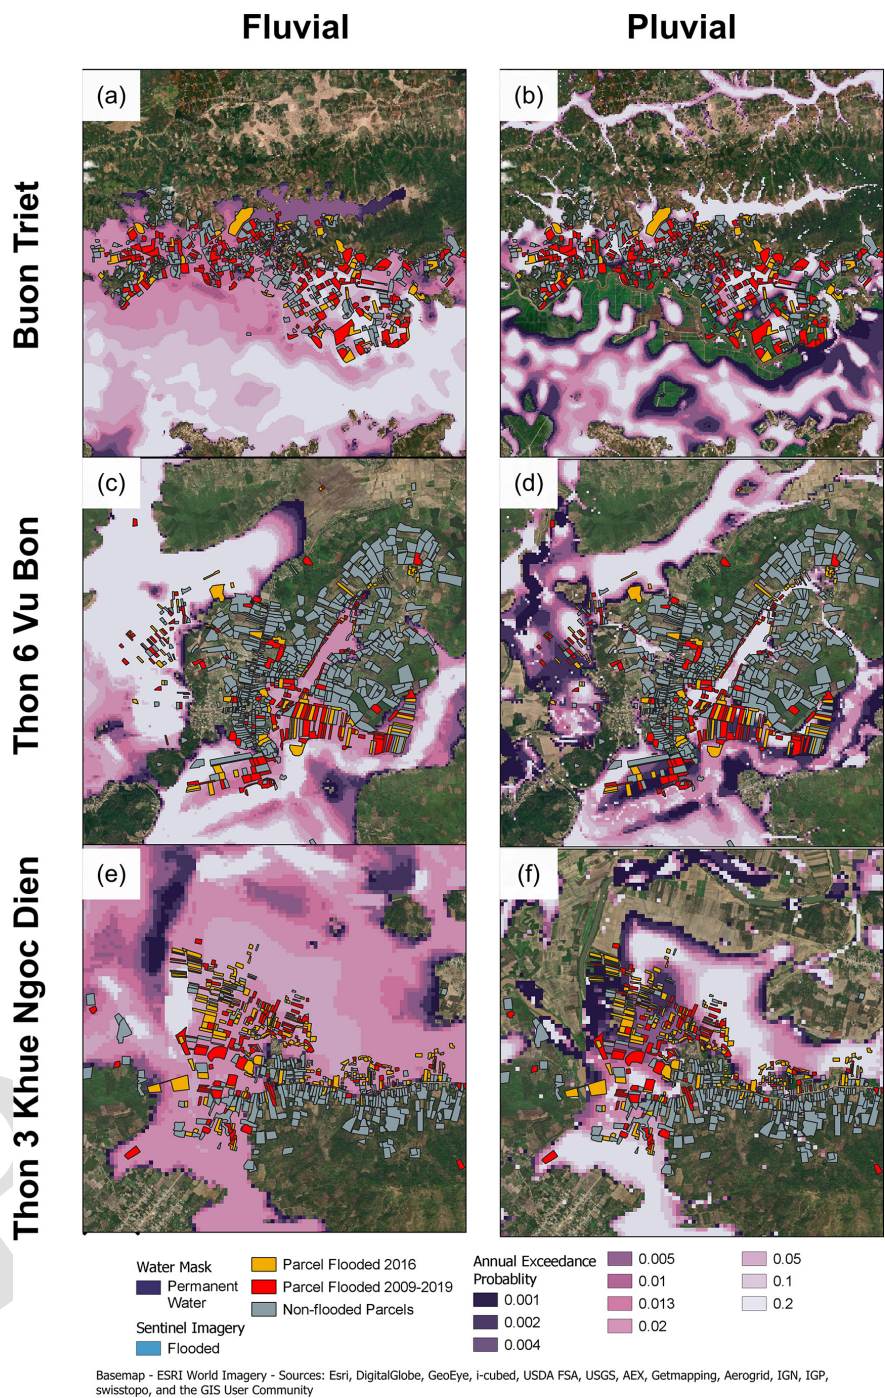 Fluvial
Pluvial
Buon Triet
(a)
(b)
Thon 6 Vu Bon
(c)
(d)
Thon 3 Khue Ngoc Dien
(e)
(f)
Water Mask
Permanent
Water
Sentinel Imagery
Flooded
Parcel Flooded 2016
Parcel Flooded 2009-2019
Non-flooded Parcels
Annual Exceedance
Probablity
0.001
0.002
0.004
0.005
0.01
0.013
0.02
0.05
0.1
0.2
Basemap - ESRI World Imagery - Sources: Esri, DigitalGlobe, GeoEye, i-cubed, USDA FSA, USGS, AEX, Getmapping, Aerogrid, IGN, IGP,
swisstopo, and the GIS User Community